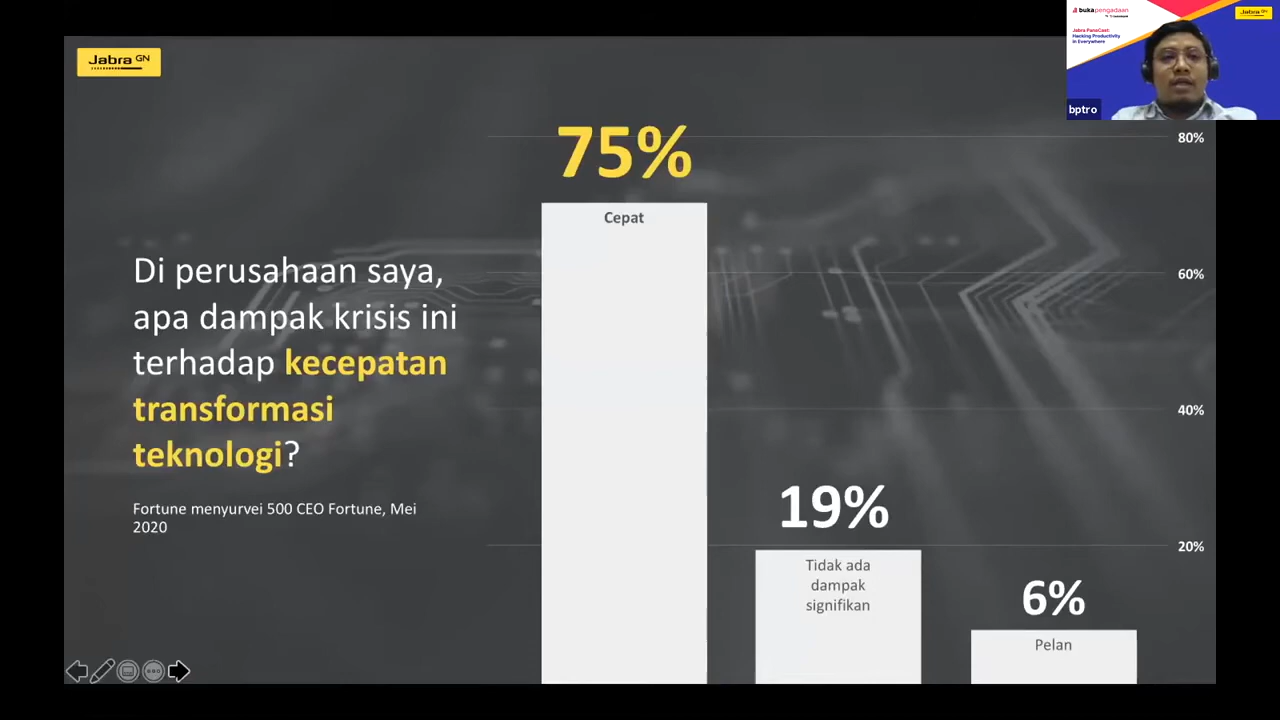 Jabra GN
75%
Cepat
80%
60%
40%
20%
Di perusahaan saya,
apa dampak krisis ini
terhadap kecepatan
transformasi
teknologi?
Fortune menyurvei 500 CEO Fortune, Mei
2020
19%
Tidak ada
dampak
signifikan
6%
Pelan
bukapengadaan
Jabra GN
Jabra PanaCast:
Hacking Productivity
in Everywhere
bptro